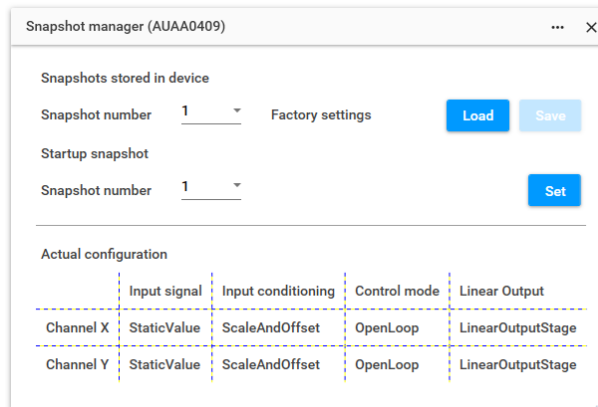 Snapshot manager (AUAA0409)
Snapshots stored in device
Snapshot number 1 Factory settings Load Save
Startup snapshot
Snapshot number 1 Set
Actual configuration
Input signal Input conditioning Control mode Linear Output
Channel X StaticValue ScaleAndOffset OpenLoop LinearOutputStage
Channel Y StaticValue ScaleAndOffset OpenLoop LinearOutputStage